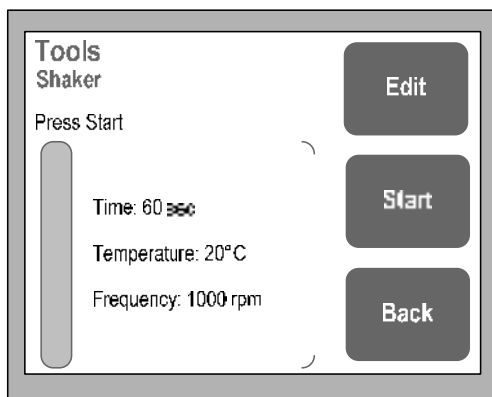 Tools
Shaker
Press Start
Time: 60 sec
Temperature: 20°C
Frequency: 1000 rpm
Edit
Start
Back